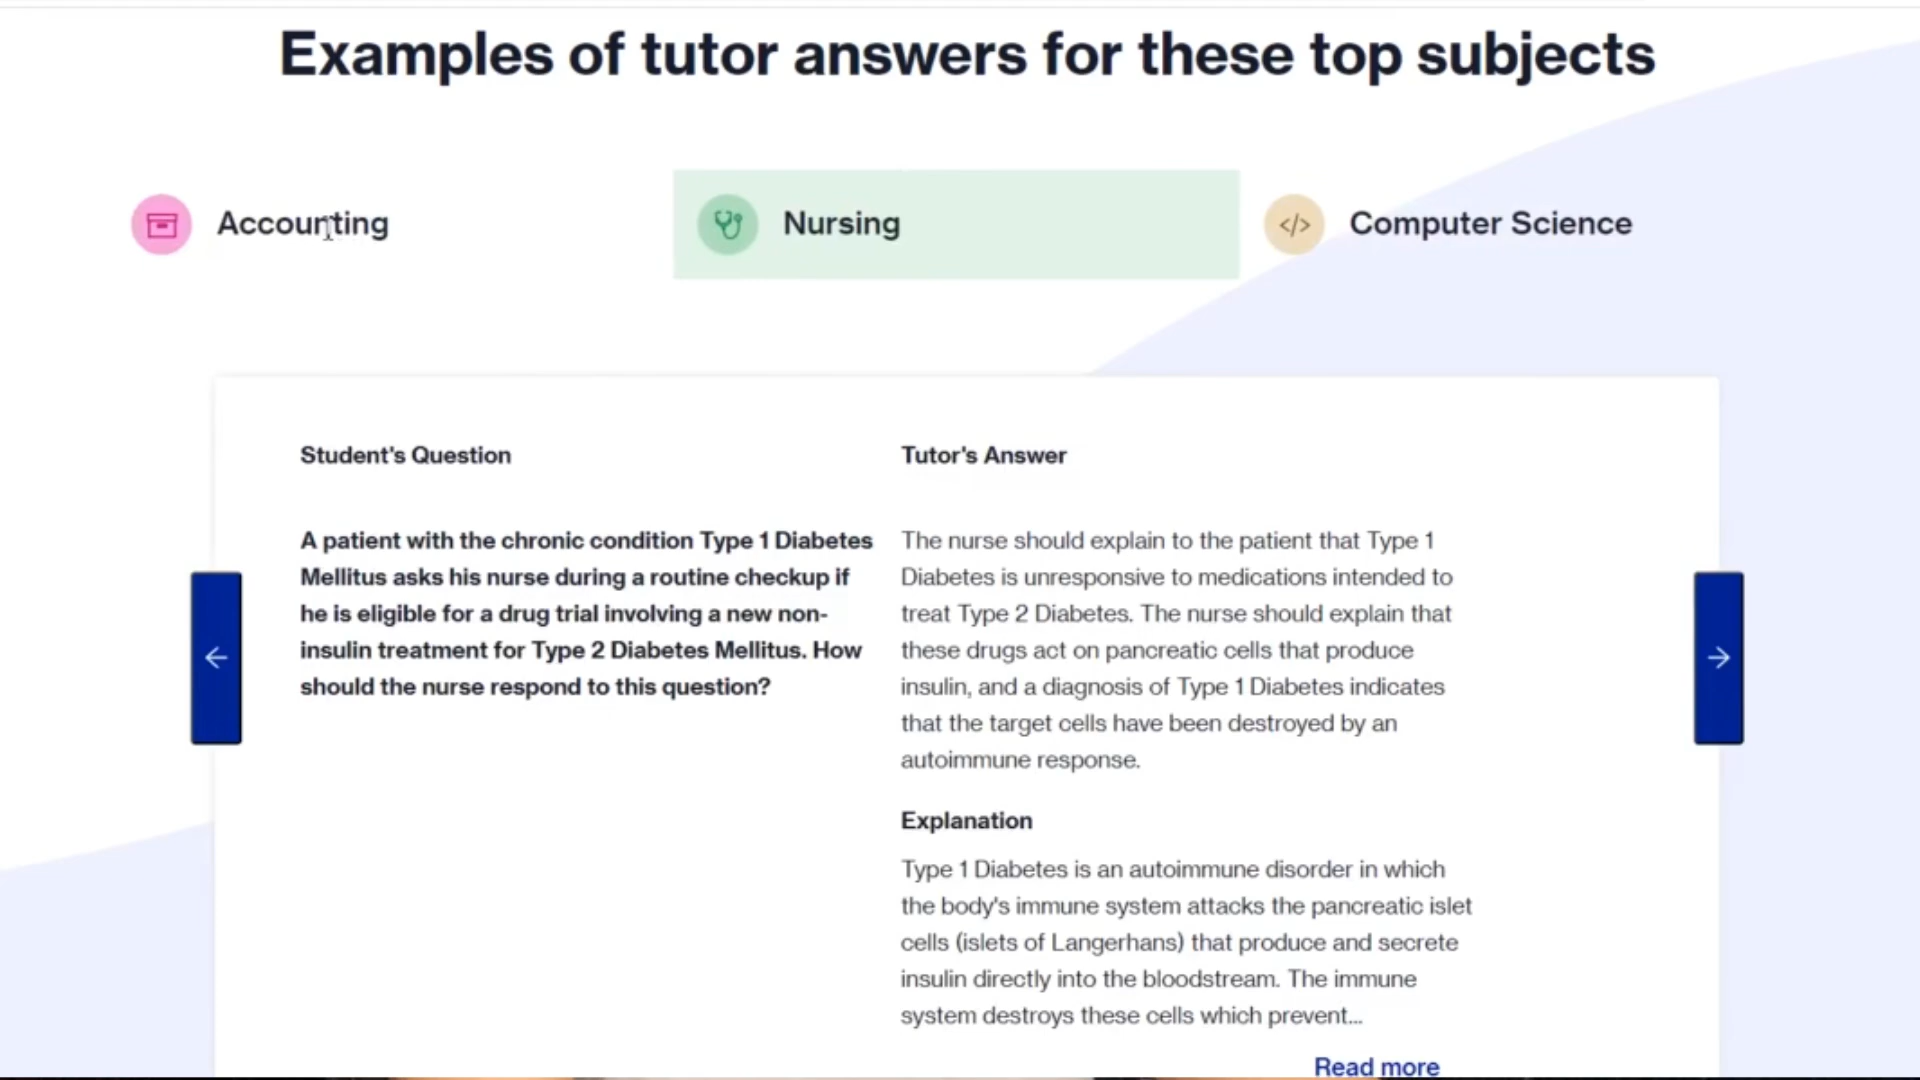 Examples of tutor answers for these top subjects
Accounting
Nursing
Computer Science
Student's Question
A patient with the chronic condition Type 1 Diabetes
Mellitus asks his nurse during a routine checkup if
he is eligible for a drug trial involving a new non-
insulin treatment for Type 2 Diabetes Mellitus. How
should the nurse respond to this question?
Tutor's Answer
The nurse should explain to the patient that Type 1
Diabetes is unresponsive to medications intended to
treat Type 2 Diabetes. The nurse should explain that
these drugs act on pancreatic cells that produce
insulin, and a diagnosis of Type 1 Diabetes indicates
that the target cells have been destroyed by an
autoimmune response.
Explanation
Type 1 Diabetes is an autoimmune disorder in which
the body's immune system attacks the pancreatic islet
cells (islets of Langerhans) that produce and secrete
insulin directly into the bloodstream. The immune
system destroys these cells which prevent...
Read more